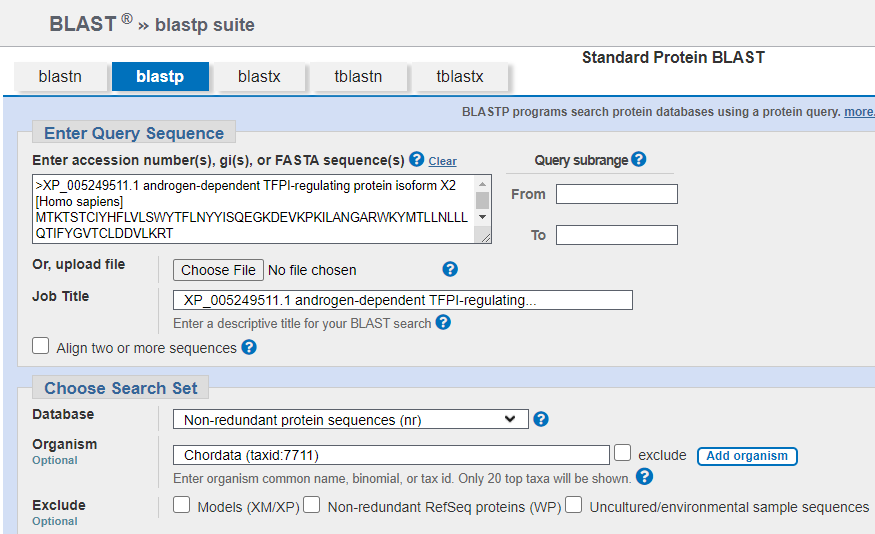 BLAST ® » blastp suite
Standard Protein BLAST
blastn blastp blastx tblastn tblastx
BLASTP programs search protein databases using a protein query. more.
Enter Query Sequence
Enter accession number(s), gi(s), or FASTA sequence(s) ? Clear
Query subrange ?
>XP_005249511.1 androgen-dependent TFPI-regulating protein isoform X2
[Homo sapiens]
MTKTSTCIYHFLVLSWYTFLNYYISQEGKDEVKPKILANGARWKYMTLLNLLL
QTIFYGVTCLDDVLKRT
From
To
Or, upload file
Choose File No file chosen ?
Job Title
XP_005249511.1 androgen-dependent TFPI-regulating...
Enter a descriptive title for your BLAST search ?
Align two or more sequences ?
Choose Search Set
Database
Non-redundant protein sequences (nr) ?
Organism
Optional
Chordata (taxid:7711)
exclude Add organism
Enter organism common name, binomial, or tax id. Only 20 top taxa will be shown. ?
Exclude
Optional
Models (XM/XP) Non-redundant RefSeq proteins (WP) Uncultured/environmental sample sequences